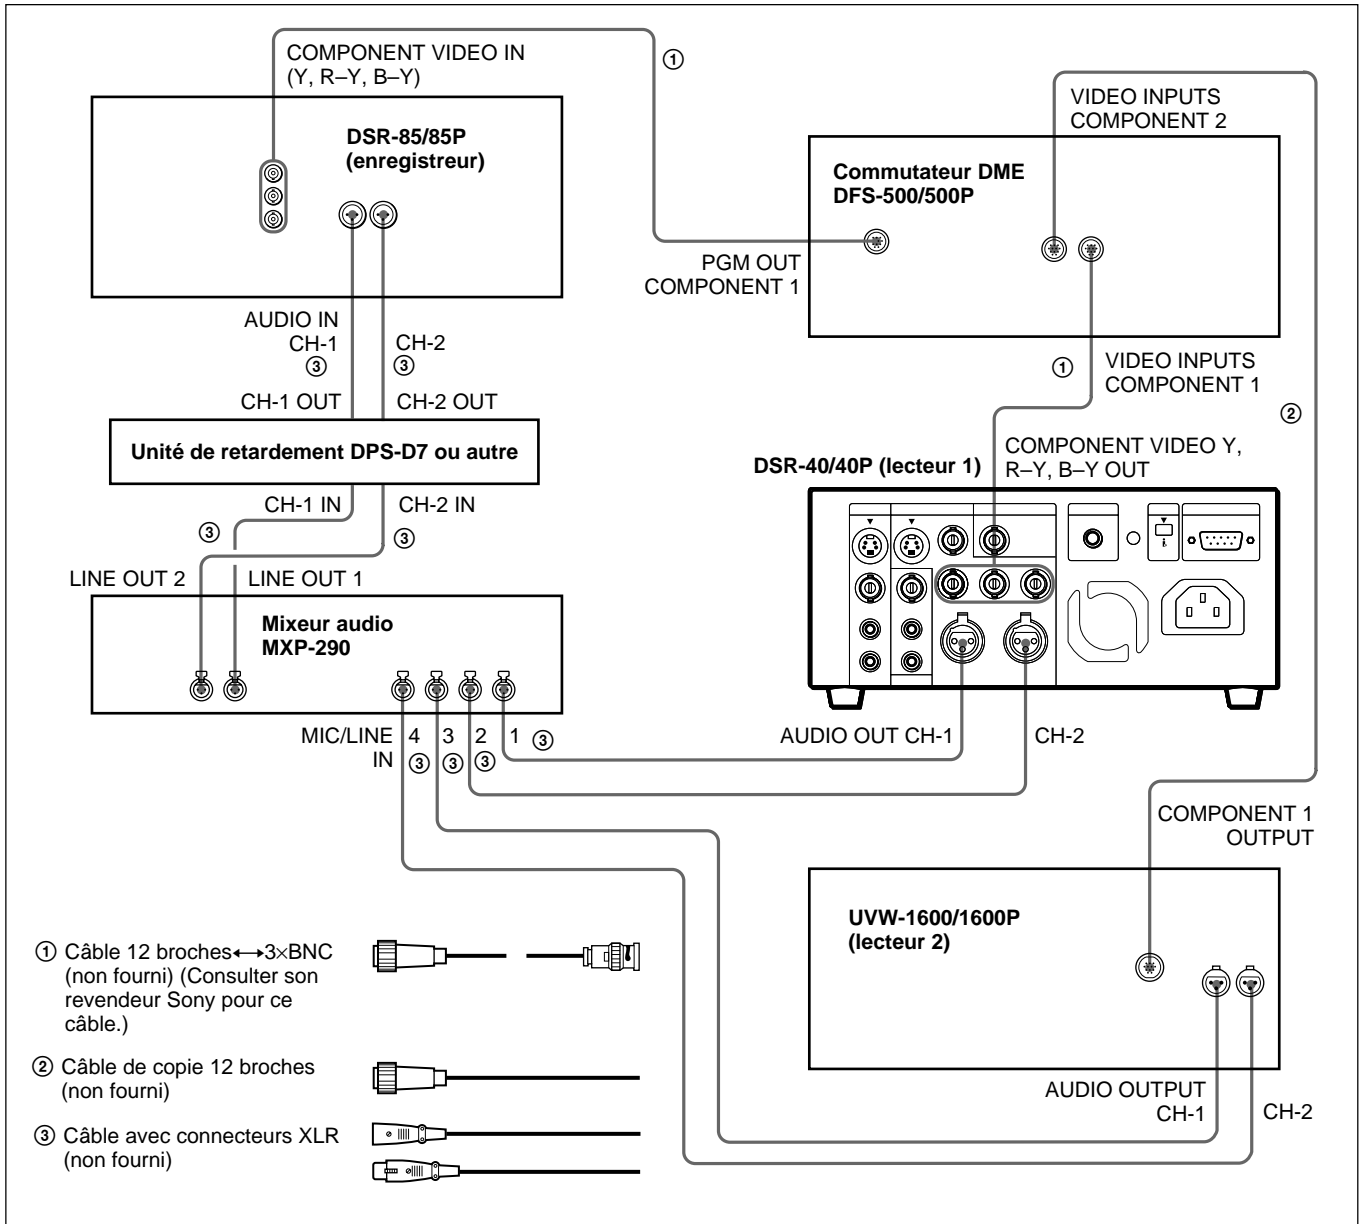 COMPONENT VIDEO IN
(Y, R–Y, B–Y)
①
VIDEO INPUTS
COMPONENT 2
DSR-85/85P
(enregistreur)
Commutateur DME
DFS-500/500P
PGM OUT
COMPONENT 1
AUDIO IN
CH-1
③
CH-2
③
①
VIDEO INPUTS
COMPONENT 1
②
CH-1 OUT
CH-2 OUT
Unité de retardement DPS-D7 ou autre
COMPONENT VIDEO Y,
R–Y, B–Y OUT
DSR-40/40P (lecteur 1)
CH-1 IN
CH-2 IN
③
③
LINE OUT 2
LINE OUT 1
Mixeur audio
MXP-290
MIC/LINE
IN
4
3
2
1
③
③
③
③
AUDIO OUT CH-1
CH-2
COMPONENT 1
OUTPUT
UVW-1600/1600P
(lecteur 2)
AUDIO OUTPUT
CH-1
CH-2
① Câble 12 broches↔3×BNC
(non fourni) (Consulter son
revendeur Sony pour ce
câble.)
② Câble de copie 12 broches
(non fourni)
③ Câble avec connecteurs XLR
(non fourni)